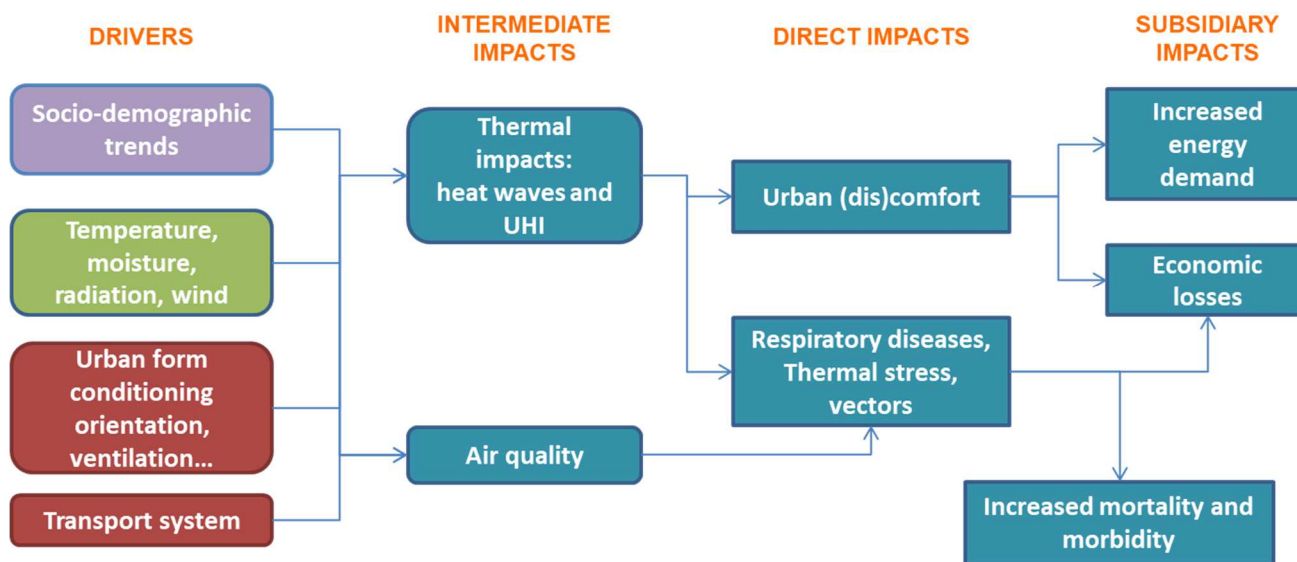 DRIVERS
INTERMEDIATE
IMPACTS
DIRECT IMPACTS
SUBSIDIARY
IMPACTS
Socio-demographic
trends
Temperature,
moisture,
radiation, wind
Urban form
conditioning
orientation,
ventilation...
Transport system
Thermal
impacts:
heat waves and
UHI
Air quality
Urban (dis)comfort
Respiratory diseases,
Thermal stress,
vectors
Increased
energy
demand
Economic
losses
Increased mortality and
morbidity